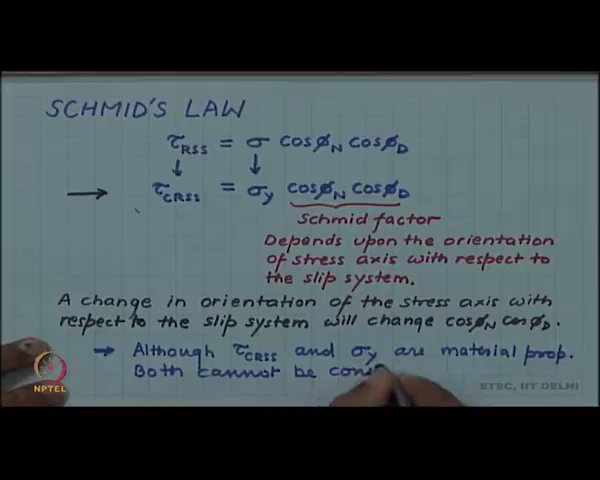 SCHMID'S LAW
τRSS = σ cosϕN cosϕD
↓ ↓
→ τCRSS = σy cosϕN cosϕD
Schmid factor
Depends upon the orientation
of stress axis with respect to
the slip system.
A change in orientation of the stress axis with
respect to the slip system will change cosϕN cosϕD.
→ Although τCRSS and σy are material prop.
Both cannot be cons
NPTEL
ETSC, IIT DELHI